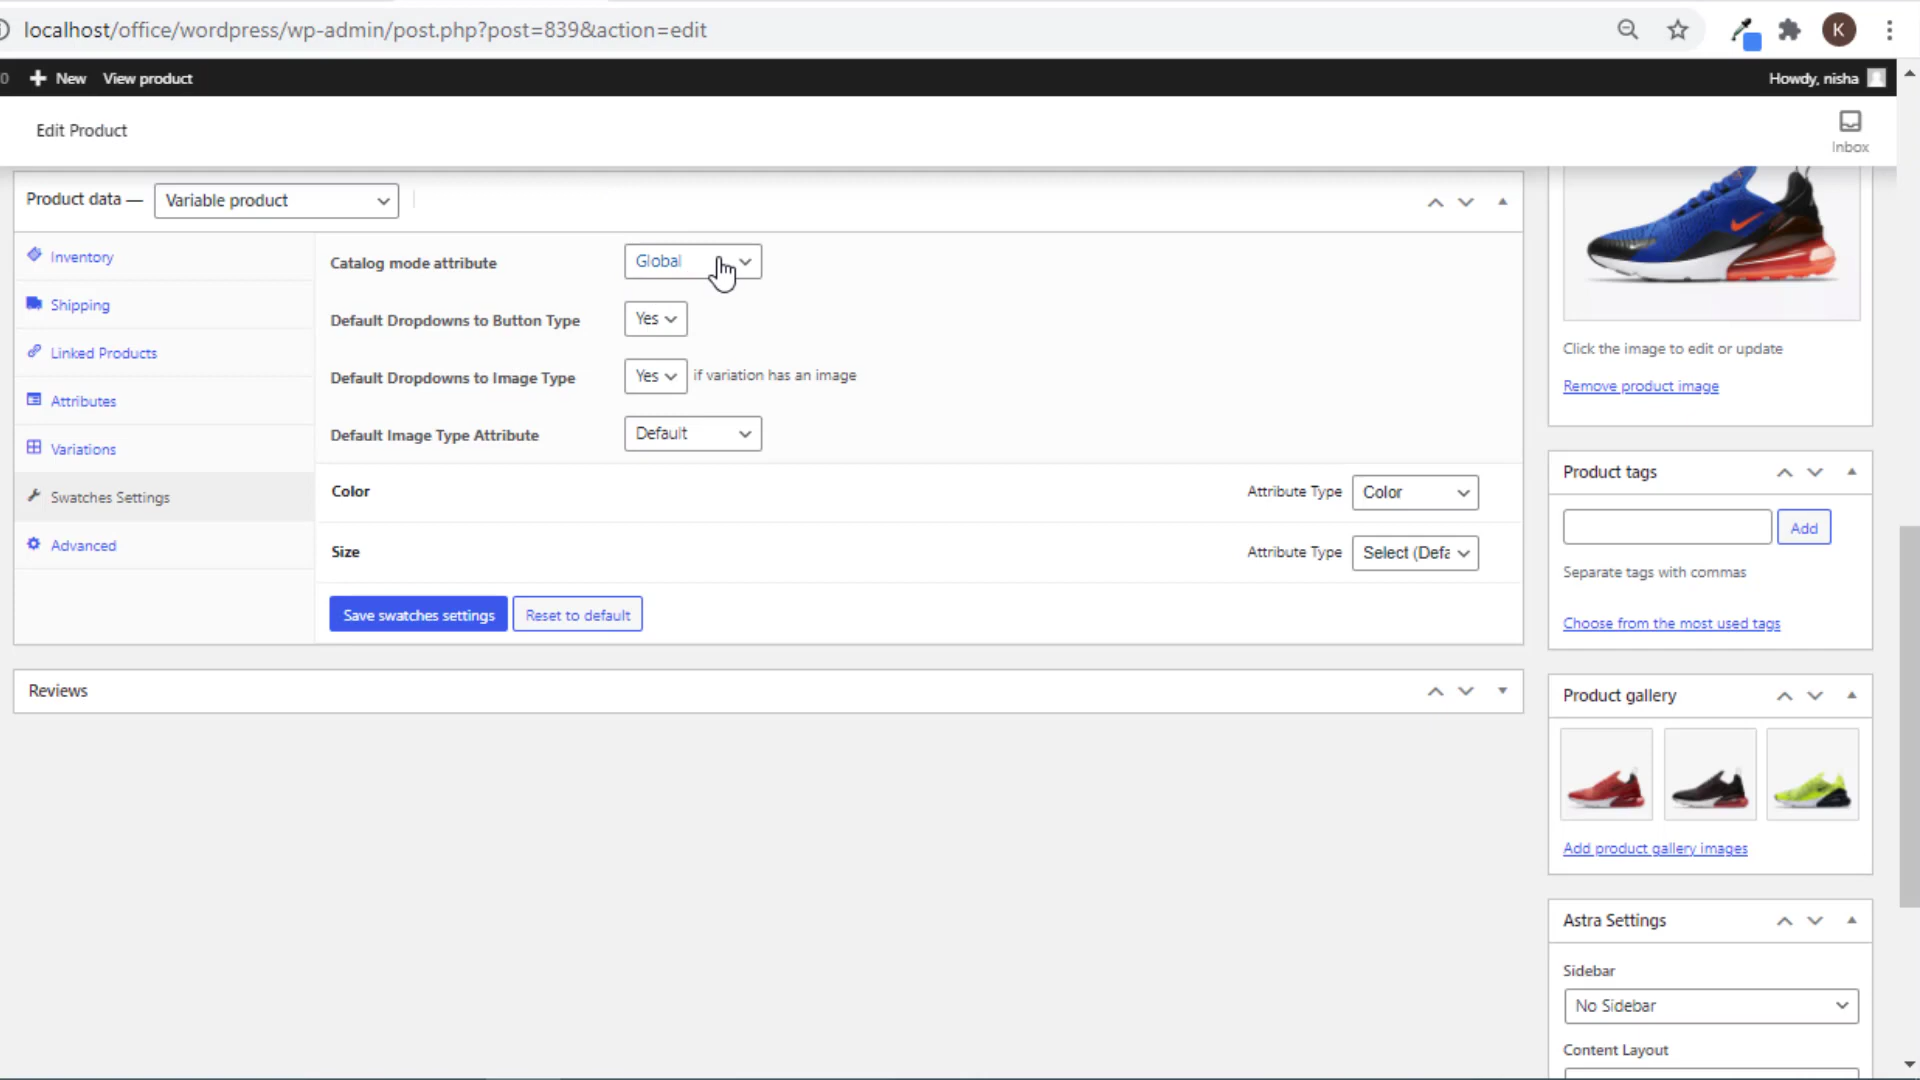 localhost/office/wordpress/wp-admin/post.php?post=839&action=edit
K
0 New View product
Howdy, nisha
Edit Product
Inbox
Product data — Variable product
Inventory
Shipping
Linked Products
Attributes
Variations
Swatches Settings
Advanced
Catalog mode attribute Global
Default Dropdowns to Button Type Yes
Default Dropdowns to Image Type Yes if variation has an image
Default Image Type Attribute Default
Color Attribute Type Color
Size Attribute Type Select (Defa
Save swatches settings Reset to default
Reviews
Click the image to edit or update
Remove product image
Product tags
Add
Separate tags with commas
Choose from the most used tags
Product gallery
Add product gallery images
Astra Settings
Sidebar
No Sidebar
Content Layout